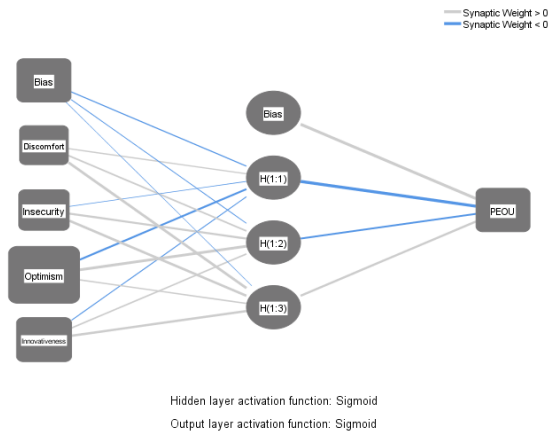 Synaptic Weight > 0
Synaptic Weight < 0
Bias
Discomfort
Insecurity
Optimism
Innovativeness
Bias
H(1:1)
H(1:2)
H(1:3)
PEOU
Hidden layer activation function: Sigmoid
Output layer activation function: Sigmoid